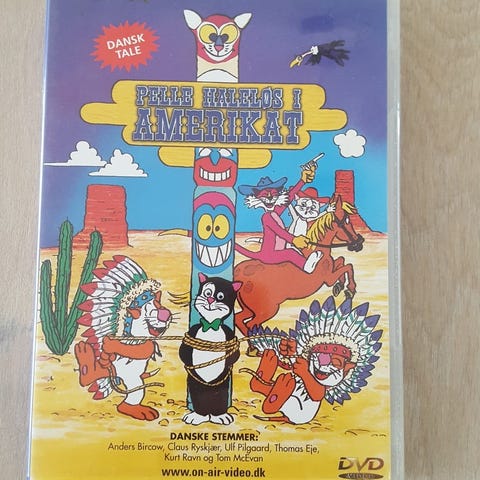 DANSK
TALE
PELLE HALELØS I
AMERIKAT
DANSKE STEMMER:
Anders Bircow, Claus Ryskjær, Ulf Pilgaard, Thomas Eje,
Kurt Ravn og Tom McEvan
www.on-air-video.dk
DVD